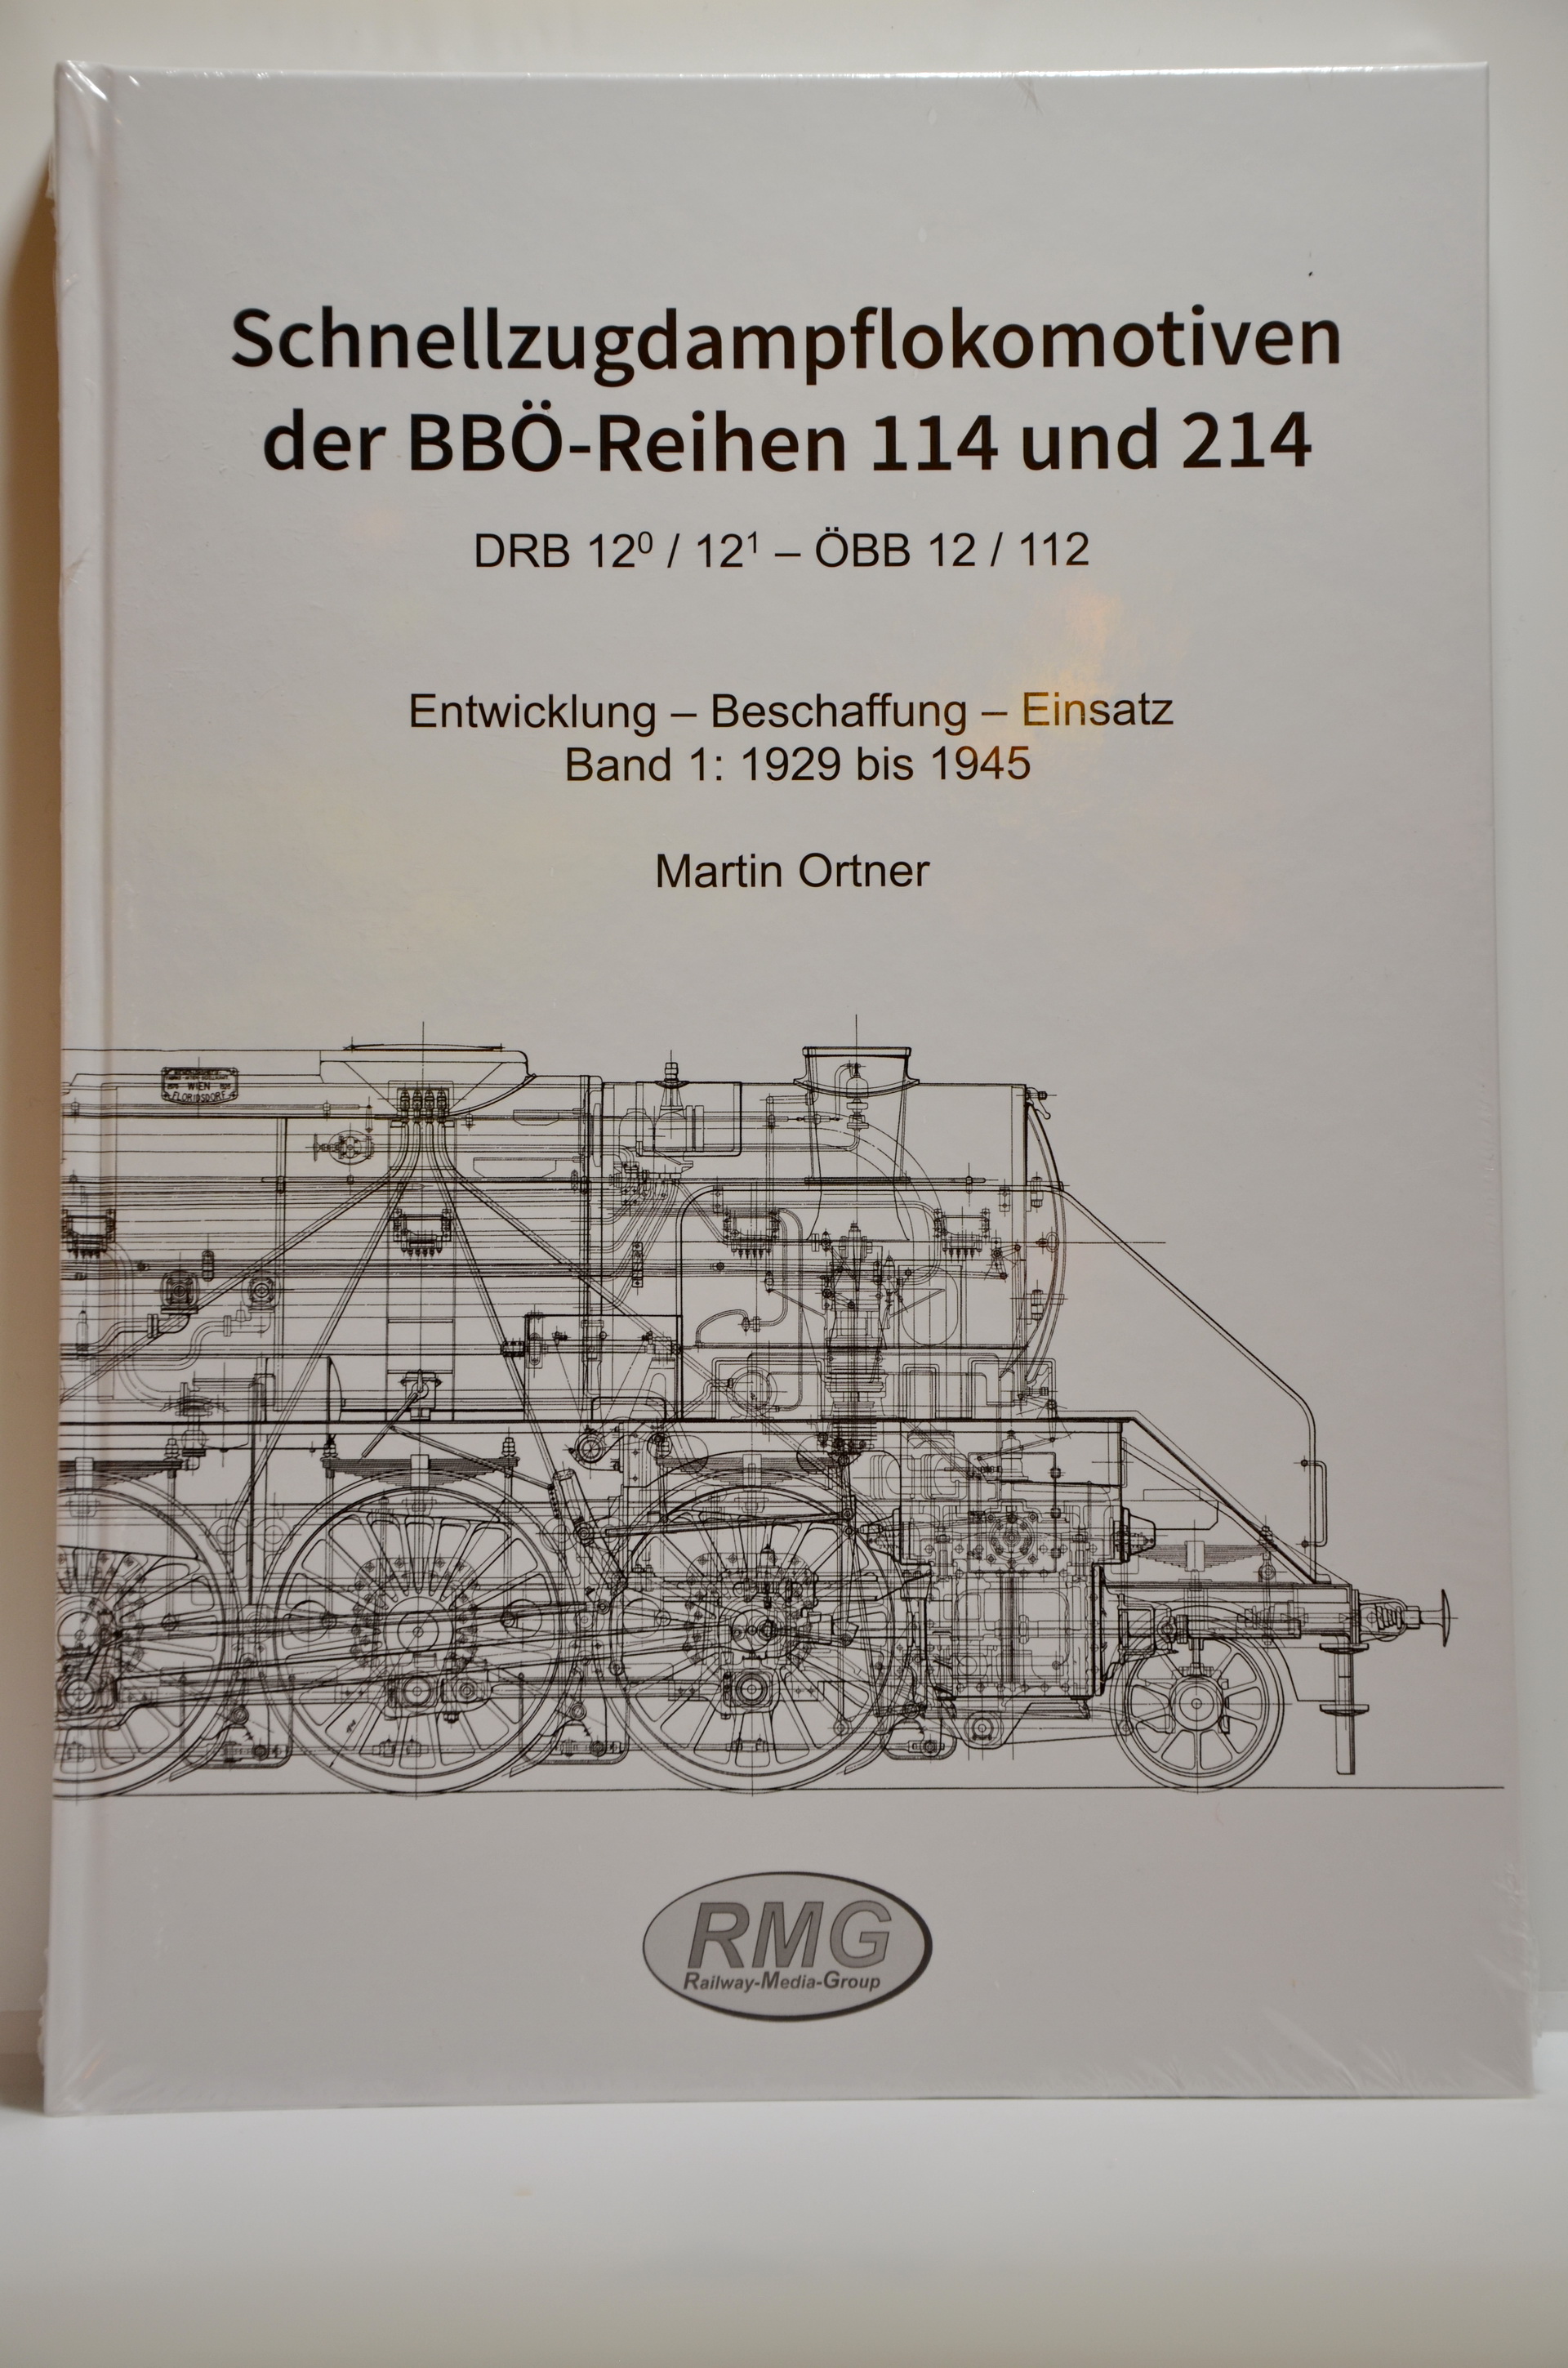 Schnellzugdampflokomotiven
der BBÖ-Reihen 114 und 214
DRB 12⁰ / 12¹ – ÖBB 12 / 112
Entwicklung – Beschaffung – Einsatz
Band 1: 1929 bis 1945
Martin Ortner
WIEN
FLORIDSDORF
RMG
Railway-Media-Group